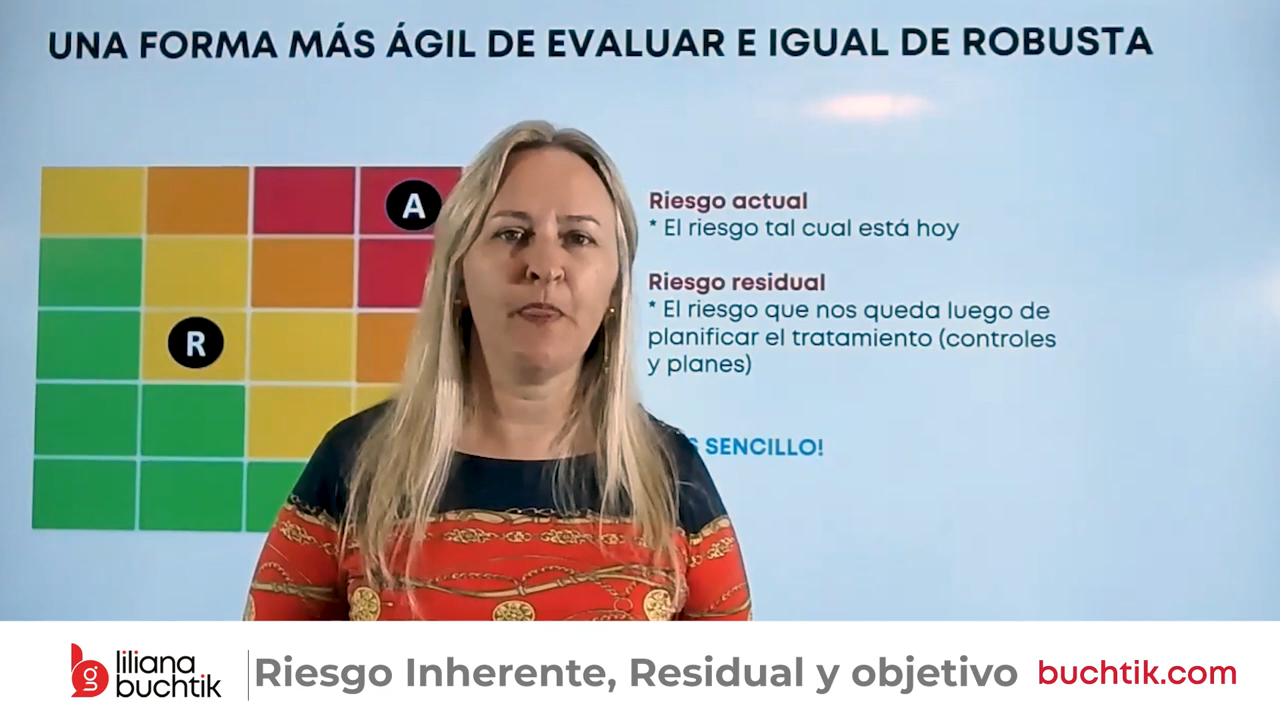 UNA FORMA MÁS ÁGIL DE EVALUAR E IGUAL DE ROBUSTA
A
R
Riesgo actual
* El riesgo tal cual está hoy
Riesgo residual
* El riesgo que nos queda luego de
planificar el tratamiento (controles
y planes)
SENCILLO!
liliana
buchtik
Riesgo Inherente, Residual y objetivo
buchtik.com